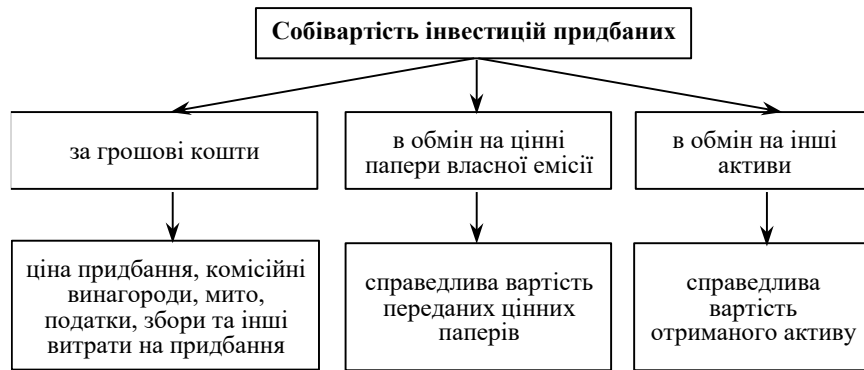 Собівартість інвестицій придбаних
за грошові кошти
в обмін на цінні
папери власної емісії
в обмін на інші
активи
ціна придбання, комісійні
винагороди, мито,
податки, збори та інші
витрати на придбання
справедлива вартість
переданих цінних
паперів
справедлива
вартість
отриманого активу